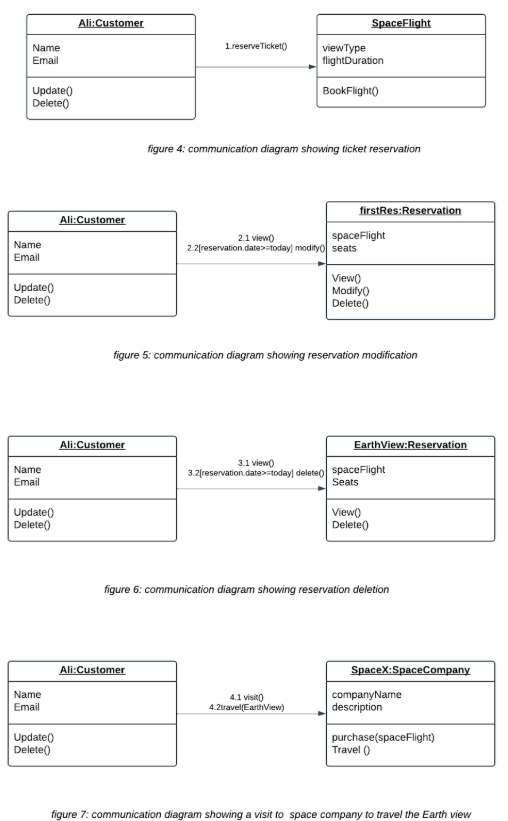 Ali:Customer
Name
Email
Update()
Delete()
1.reserveTicket()
SpaceFlight
viewType
flightDuration
BookFlight()
figure 4: communication diagram showing ticket reservation
Ali:Customer
Name
Email
Update()
Delete()
2.1 view()
2.2[reservation.date>=today] modify()
firstRes:Reservation
spaceFlight
seats
View()
Modify()
Delete()
figure 5: communication diagram showing reservation modification
Ali:Customer
Name
Email
Update()
Delete()
3.1 view()
3.2[reservation.date>=today] delete()
EarthView:Reservation
spaceFlight
Seats
View()
Delete()
figure 6: communication diagram showing reservation deletion
Ali:Customer
Name
Email
Update()
Delete()
4.1 visit()
4.2travel(EarthView)
SpaceX:SpaceCompany
companyName
description
purchase(spaceFlight)
Travel ()
figure 7: communication diagram showing a visit to space company to travel the Earth view